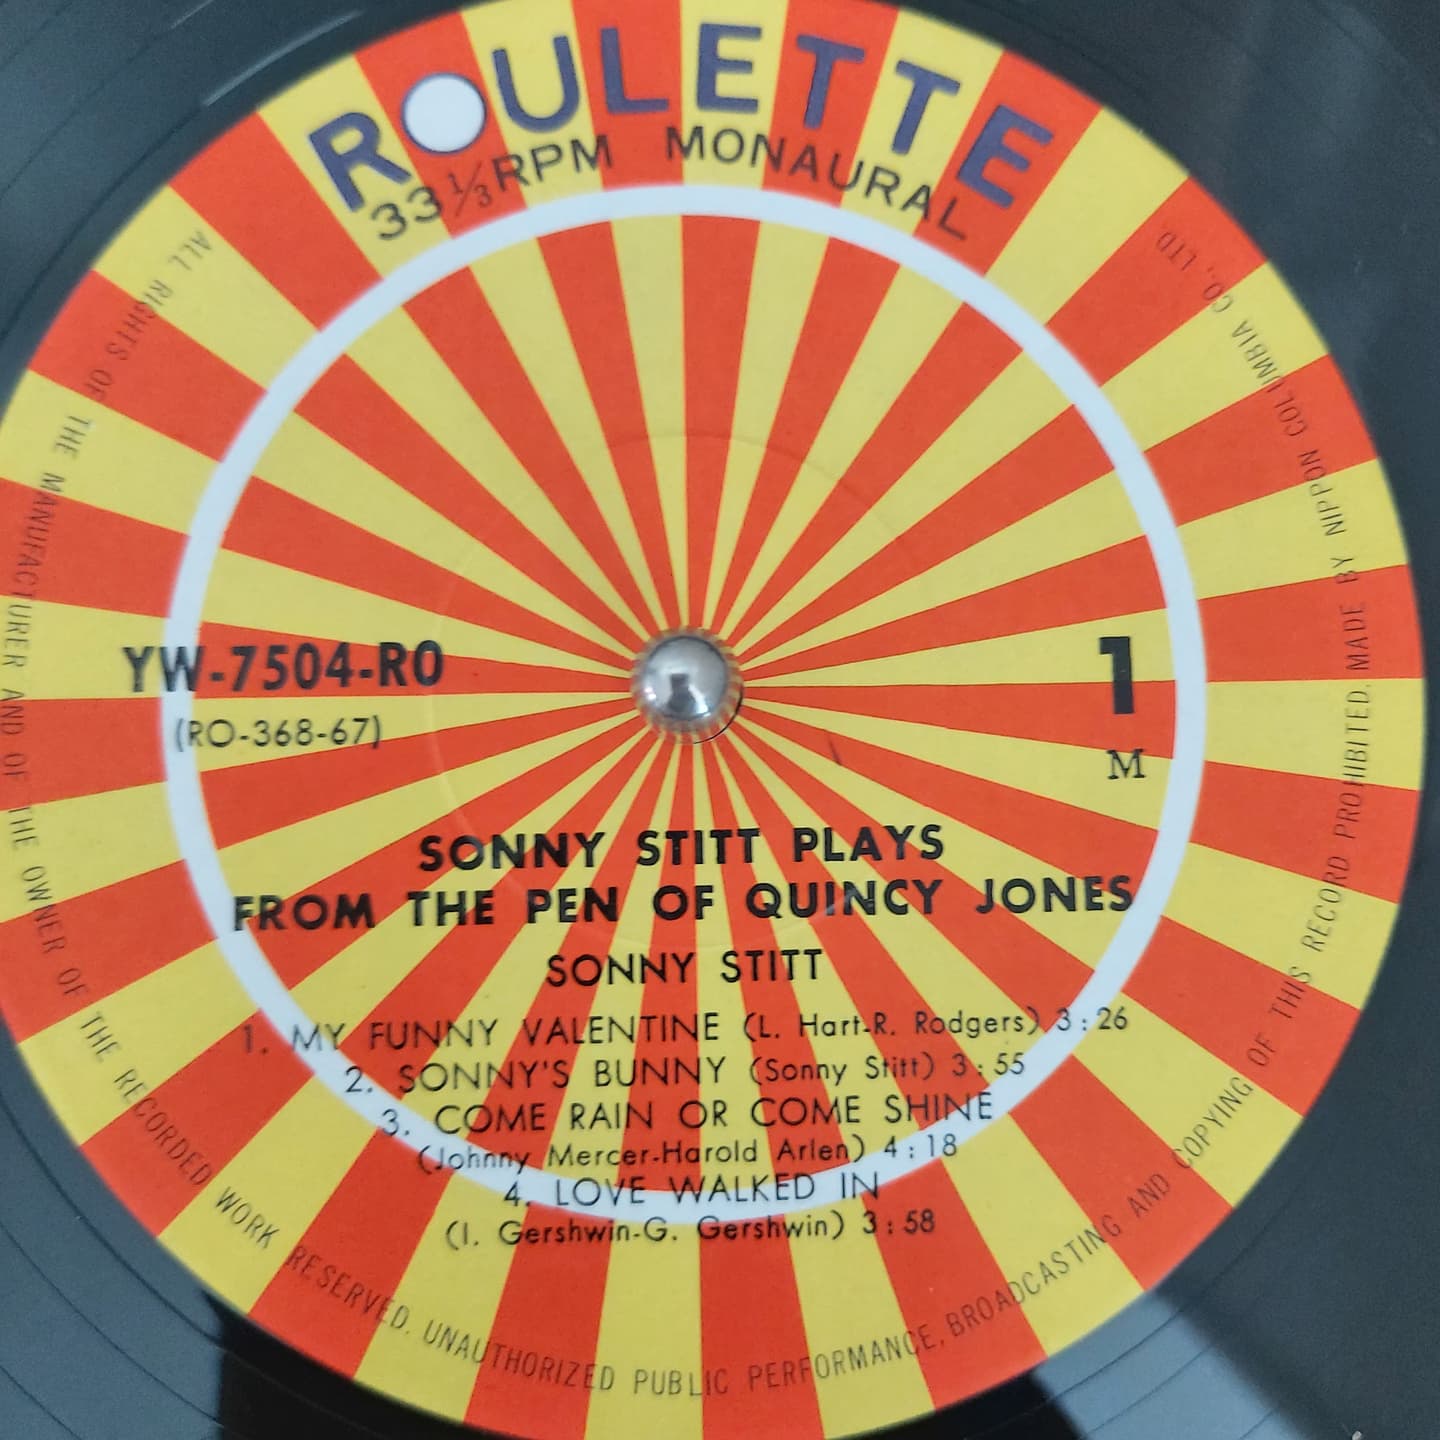 ROULETTE
33⅓ RPM MONAURAL
YW-7504-RO
(RO-368-67)
1
M
SONNY STITT PLAYS
FROM THE PEN OF QUINCY JONES
SONNY STITT
1. MY FUNNY VALENTINE (L. Hart-R. Rodgers) 3:26
2. SONNY'S BUNNY (Sonny Stitt) 3:55
3. COME RAIN OR COME SHINE
(Johnny Mercer-Harold Arlen) 4:18
4. LOVE WALKED IN
(I. Gershwin-G. Gershwin) 3:58
ALL RIGHTS OF THE MANUFACTURER AND OF THE OWNER OF THE RECORDED WORK RESERVED. UNAUTHORIZED PUBLIC PERFORMANCE, BROADCASTING AND COPYING OF THIS RECORD PROHIBITED. MADE BY NIPPON COLUMBIA CO., LTD